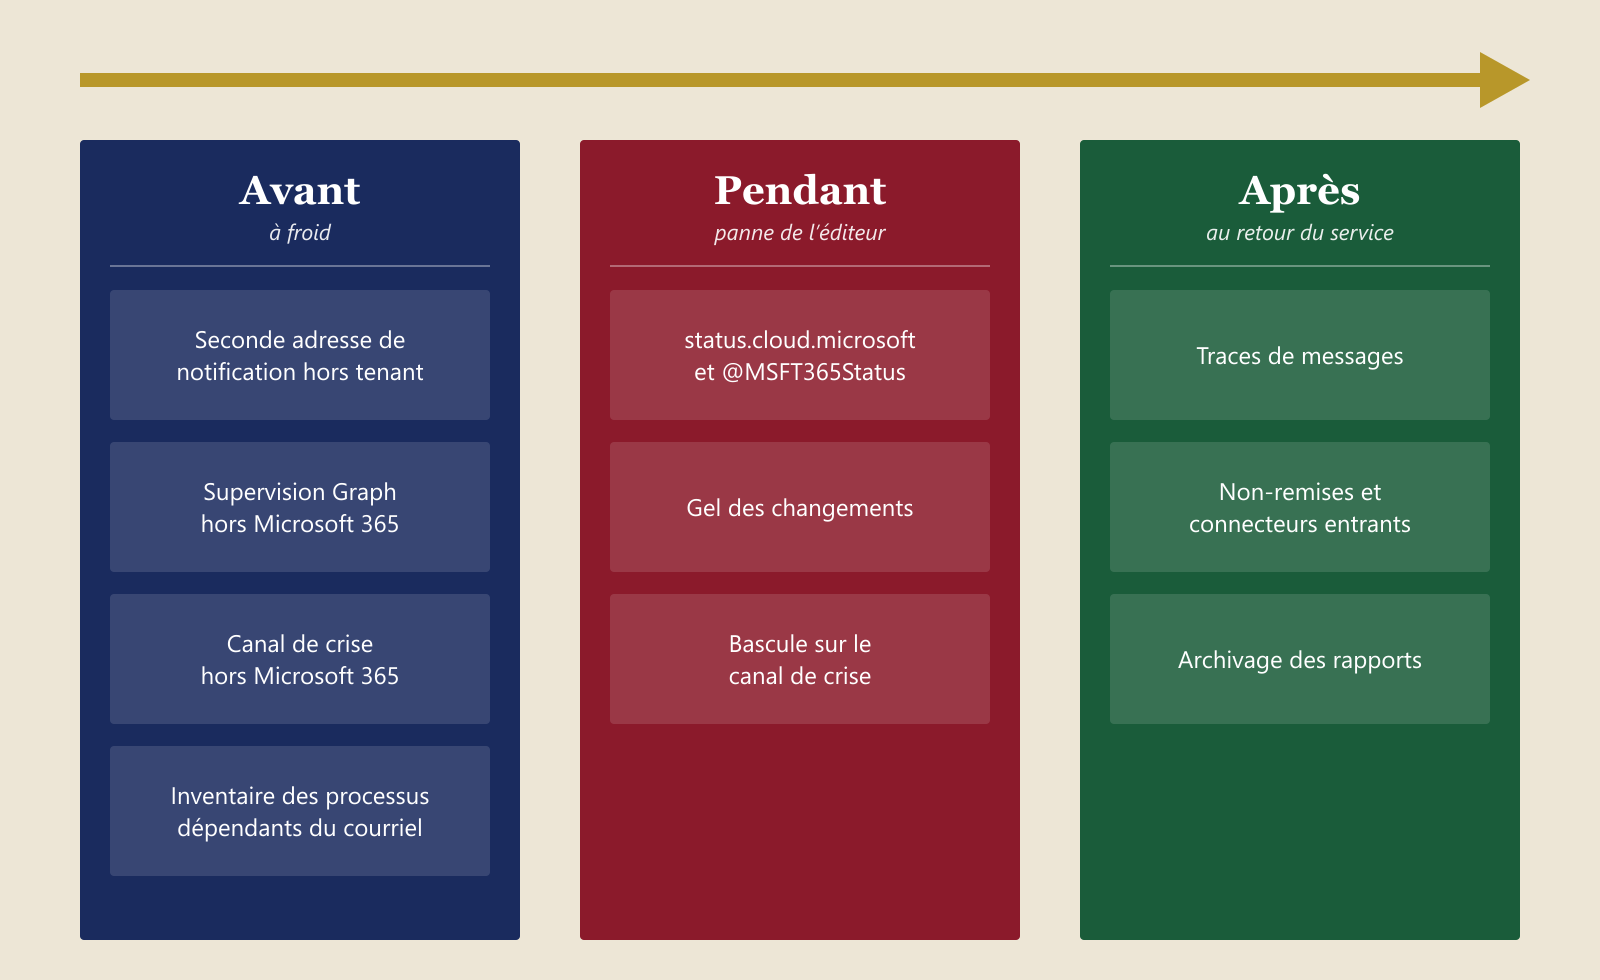 Avant
à froid
Seconde adresse de
notification hors tenant
Supervision Graph
hors Microsoft 365
Canal de crise
hors Microsoft 365
Inventaire des processus
dépendants du courriel
Pendant
panne de l'éditeur
status.cloud.microsoft
et @MSFT365Status
Gel des changements
Bascule sur le
canal de crise
Après
au retour du service
Traces de messages
Non-remises et
connecteurs entrants
Archivage des rapports